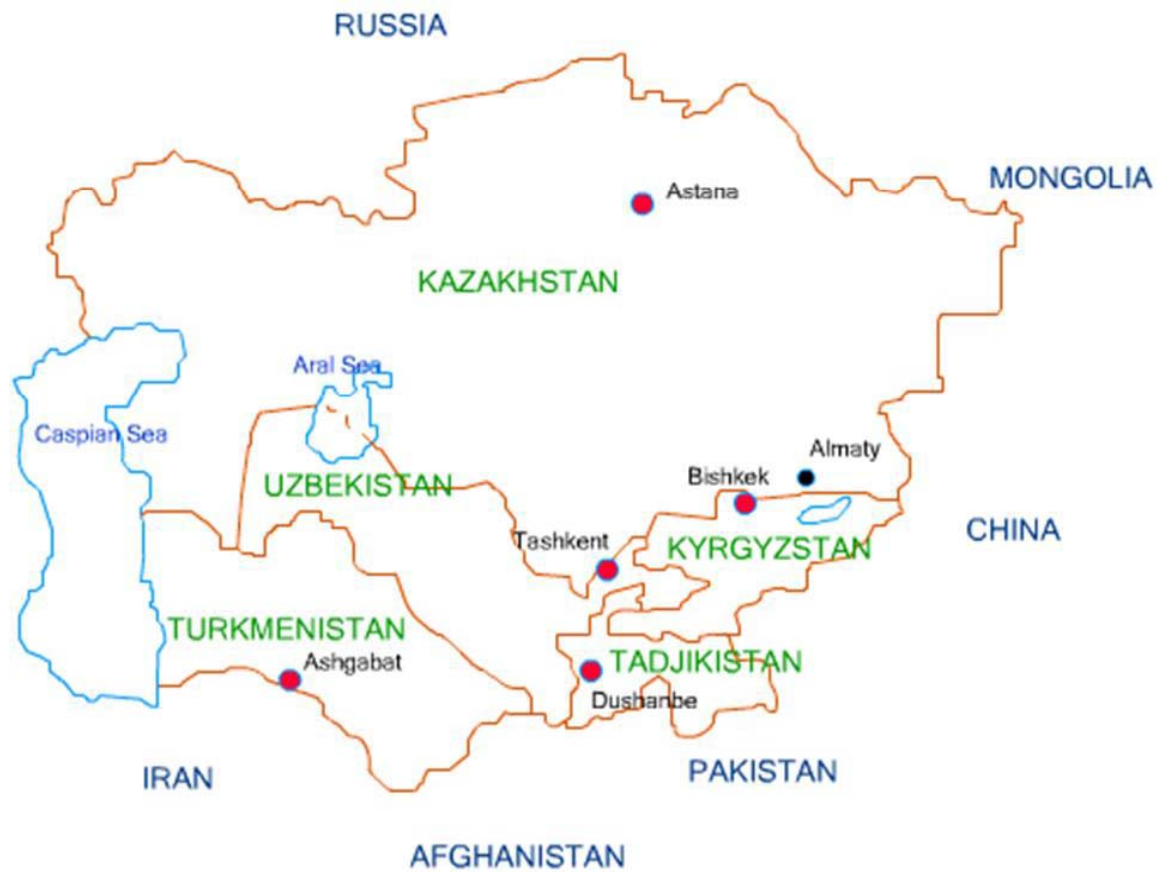 RUSSIA
MONGOLIA
Astana
KAZAKHSTAN
Aral Sea
Caspian Sea
Almaty
Bishkek
UZBEKISTAN
CHINA
Tashkent
KYRGYZSTAN
TURKMENISTAN
Ashgabat
TADJIKISTAN
Dushanbe
IRAN
PAKISTAN
AFGHANISTAN